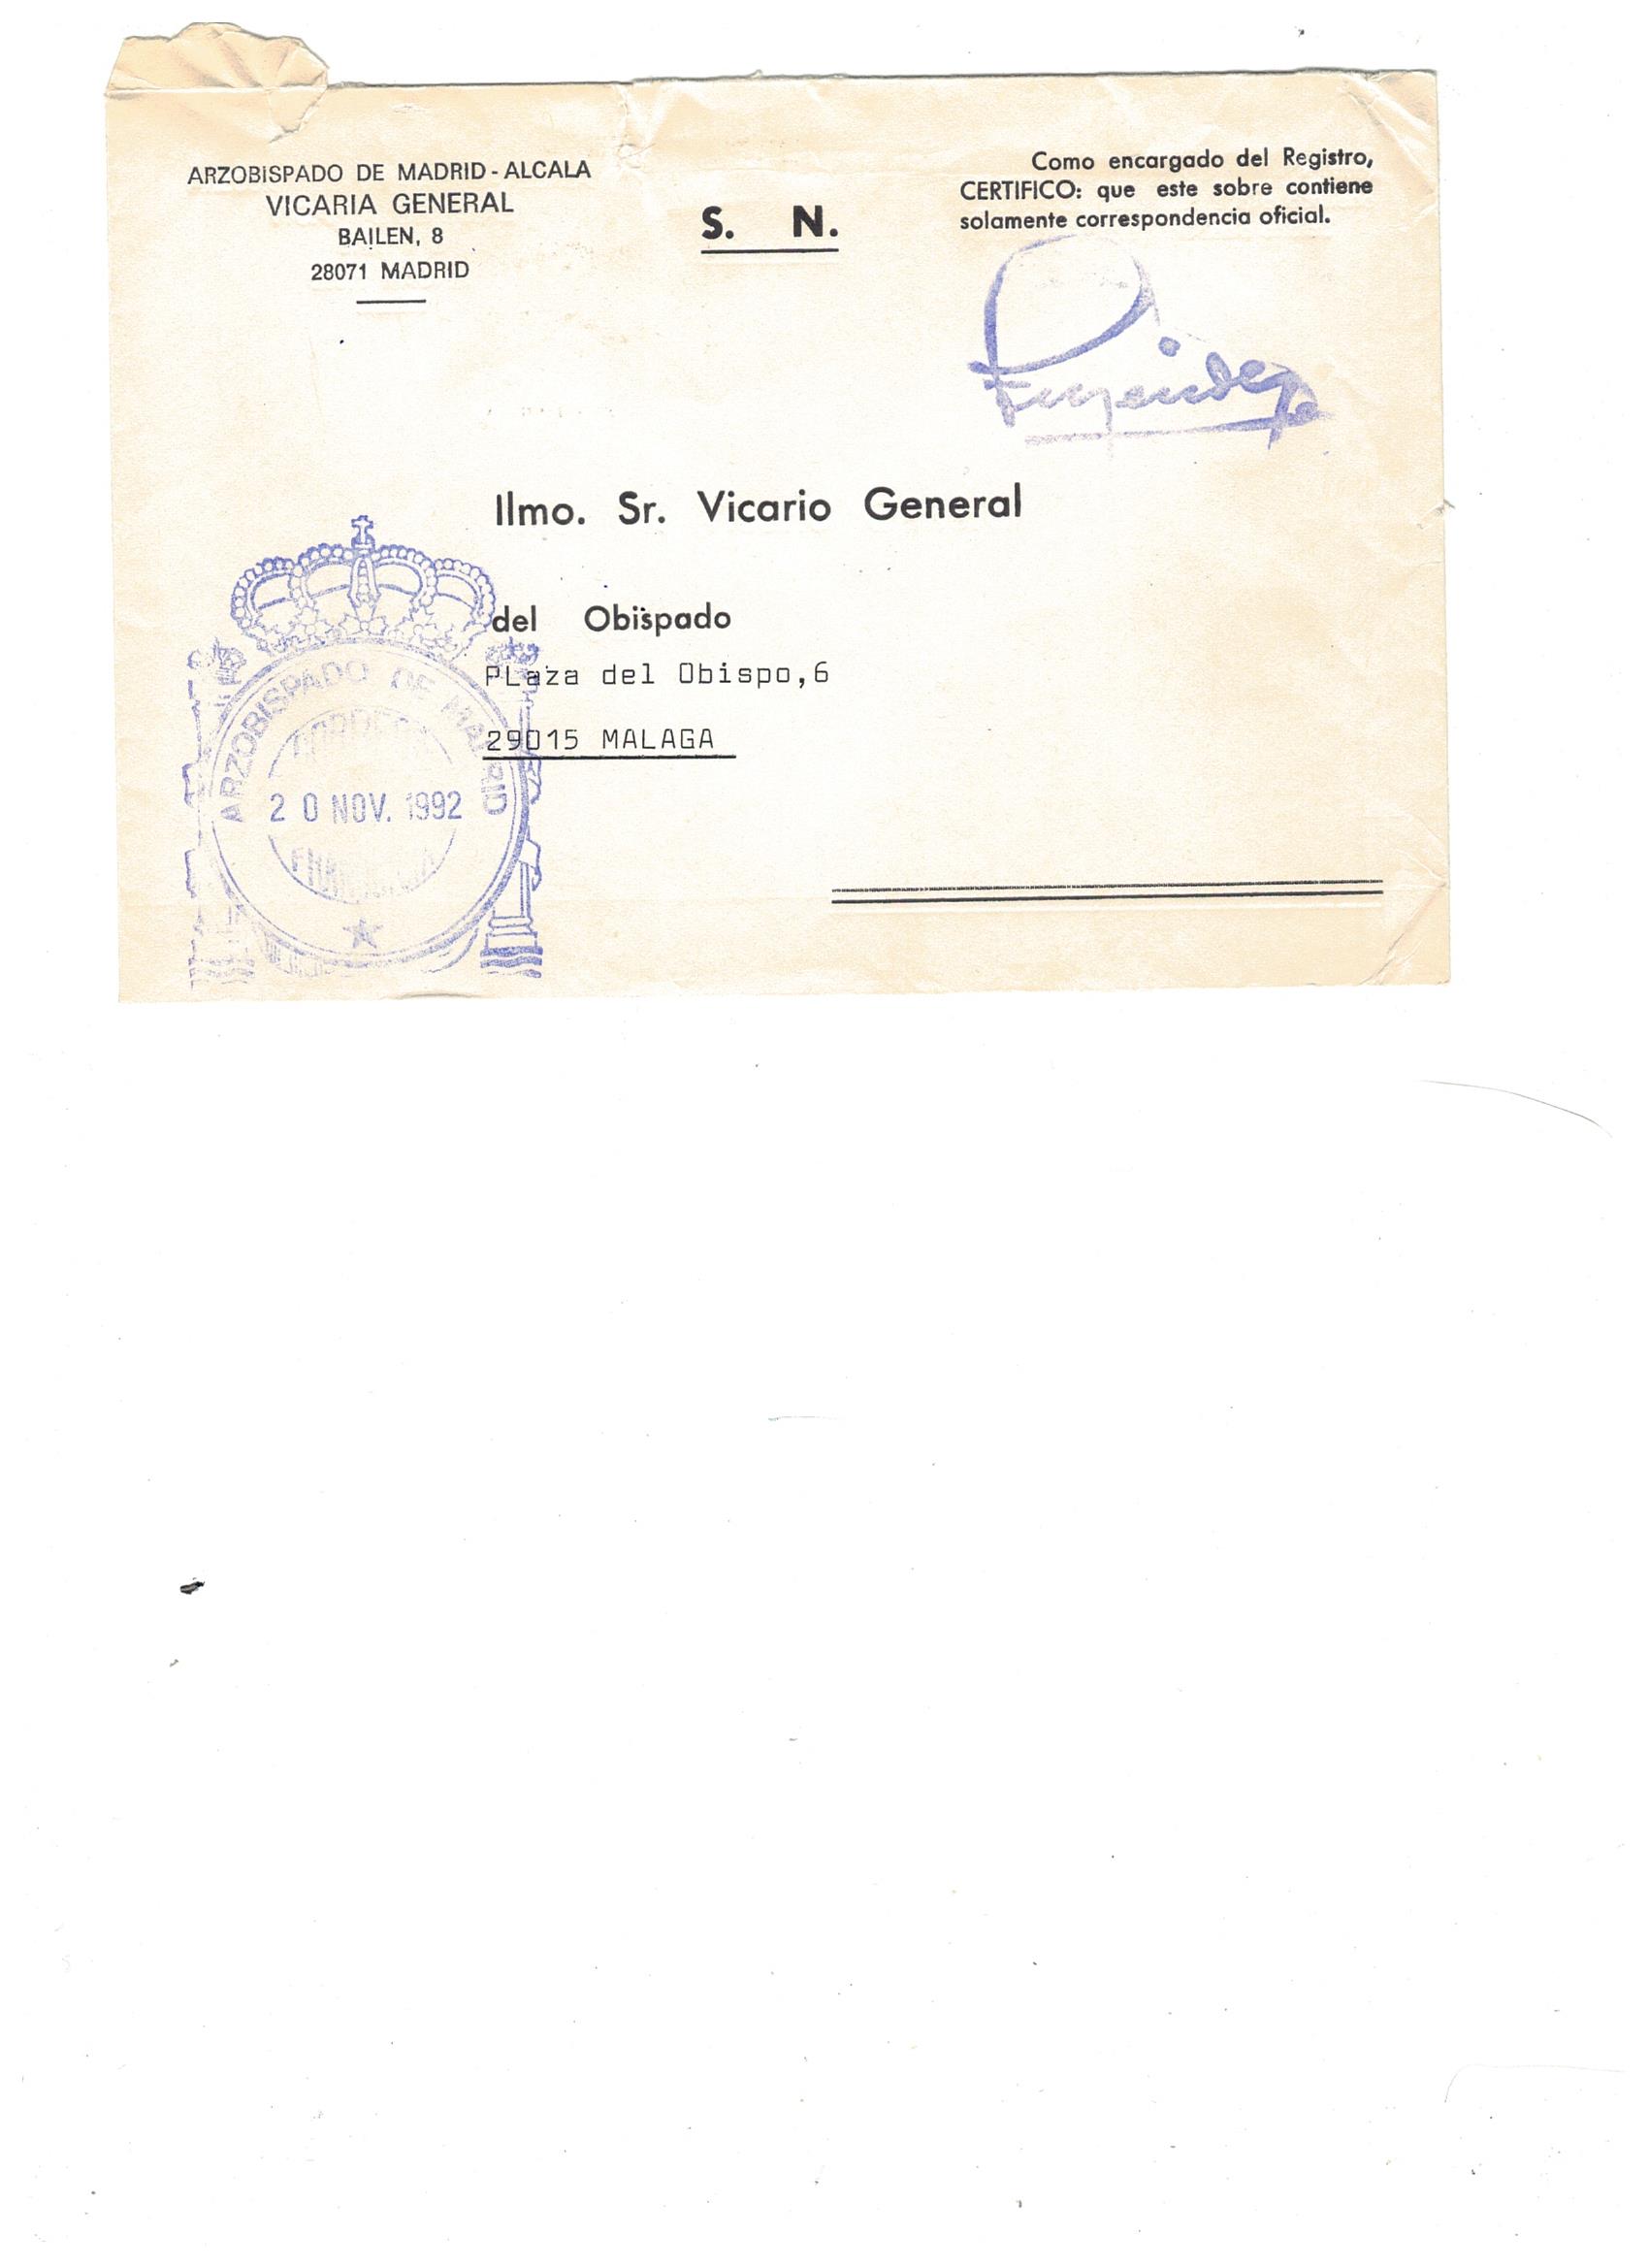 ARZOBISPADO DE MADRID-ALCALA
VICARIA GENERAL
BAILEN, 8
28071 MADRID
S. N.
Como encargado del Registro,
CERTIFICO: que este sobre contiene
solamente correspondencia oficial.
Ilmo. Sr. Vicario General
del Obispado
PLaza del Obispo,6
29015 MALAGA
ARZOBISPADO DE MADRID
20 NOV. 1992